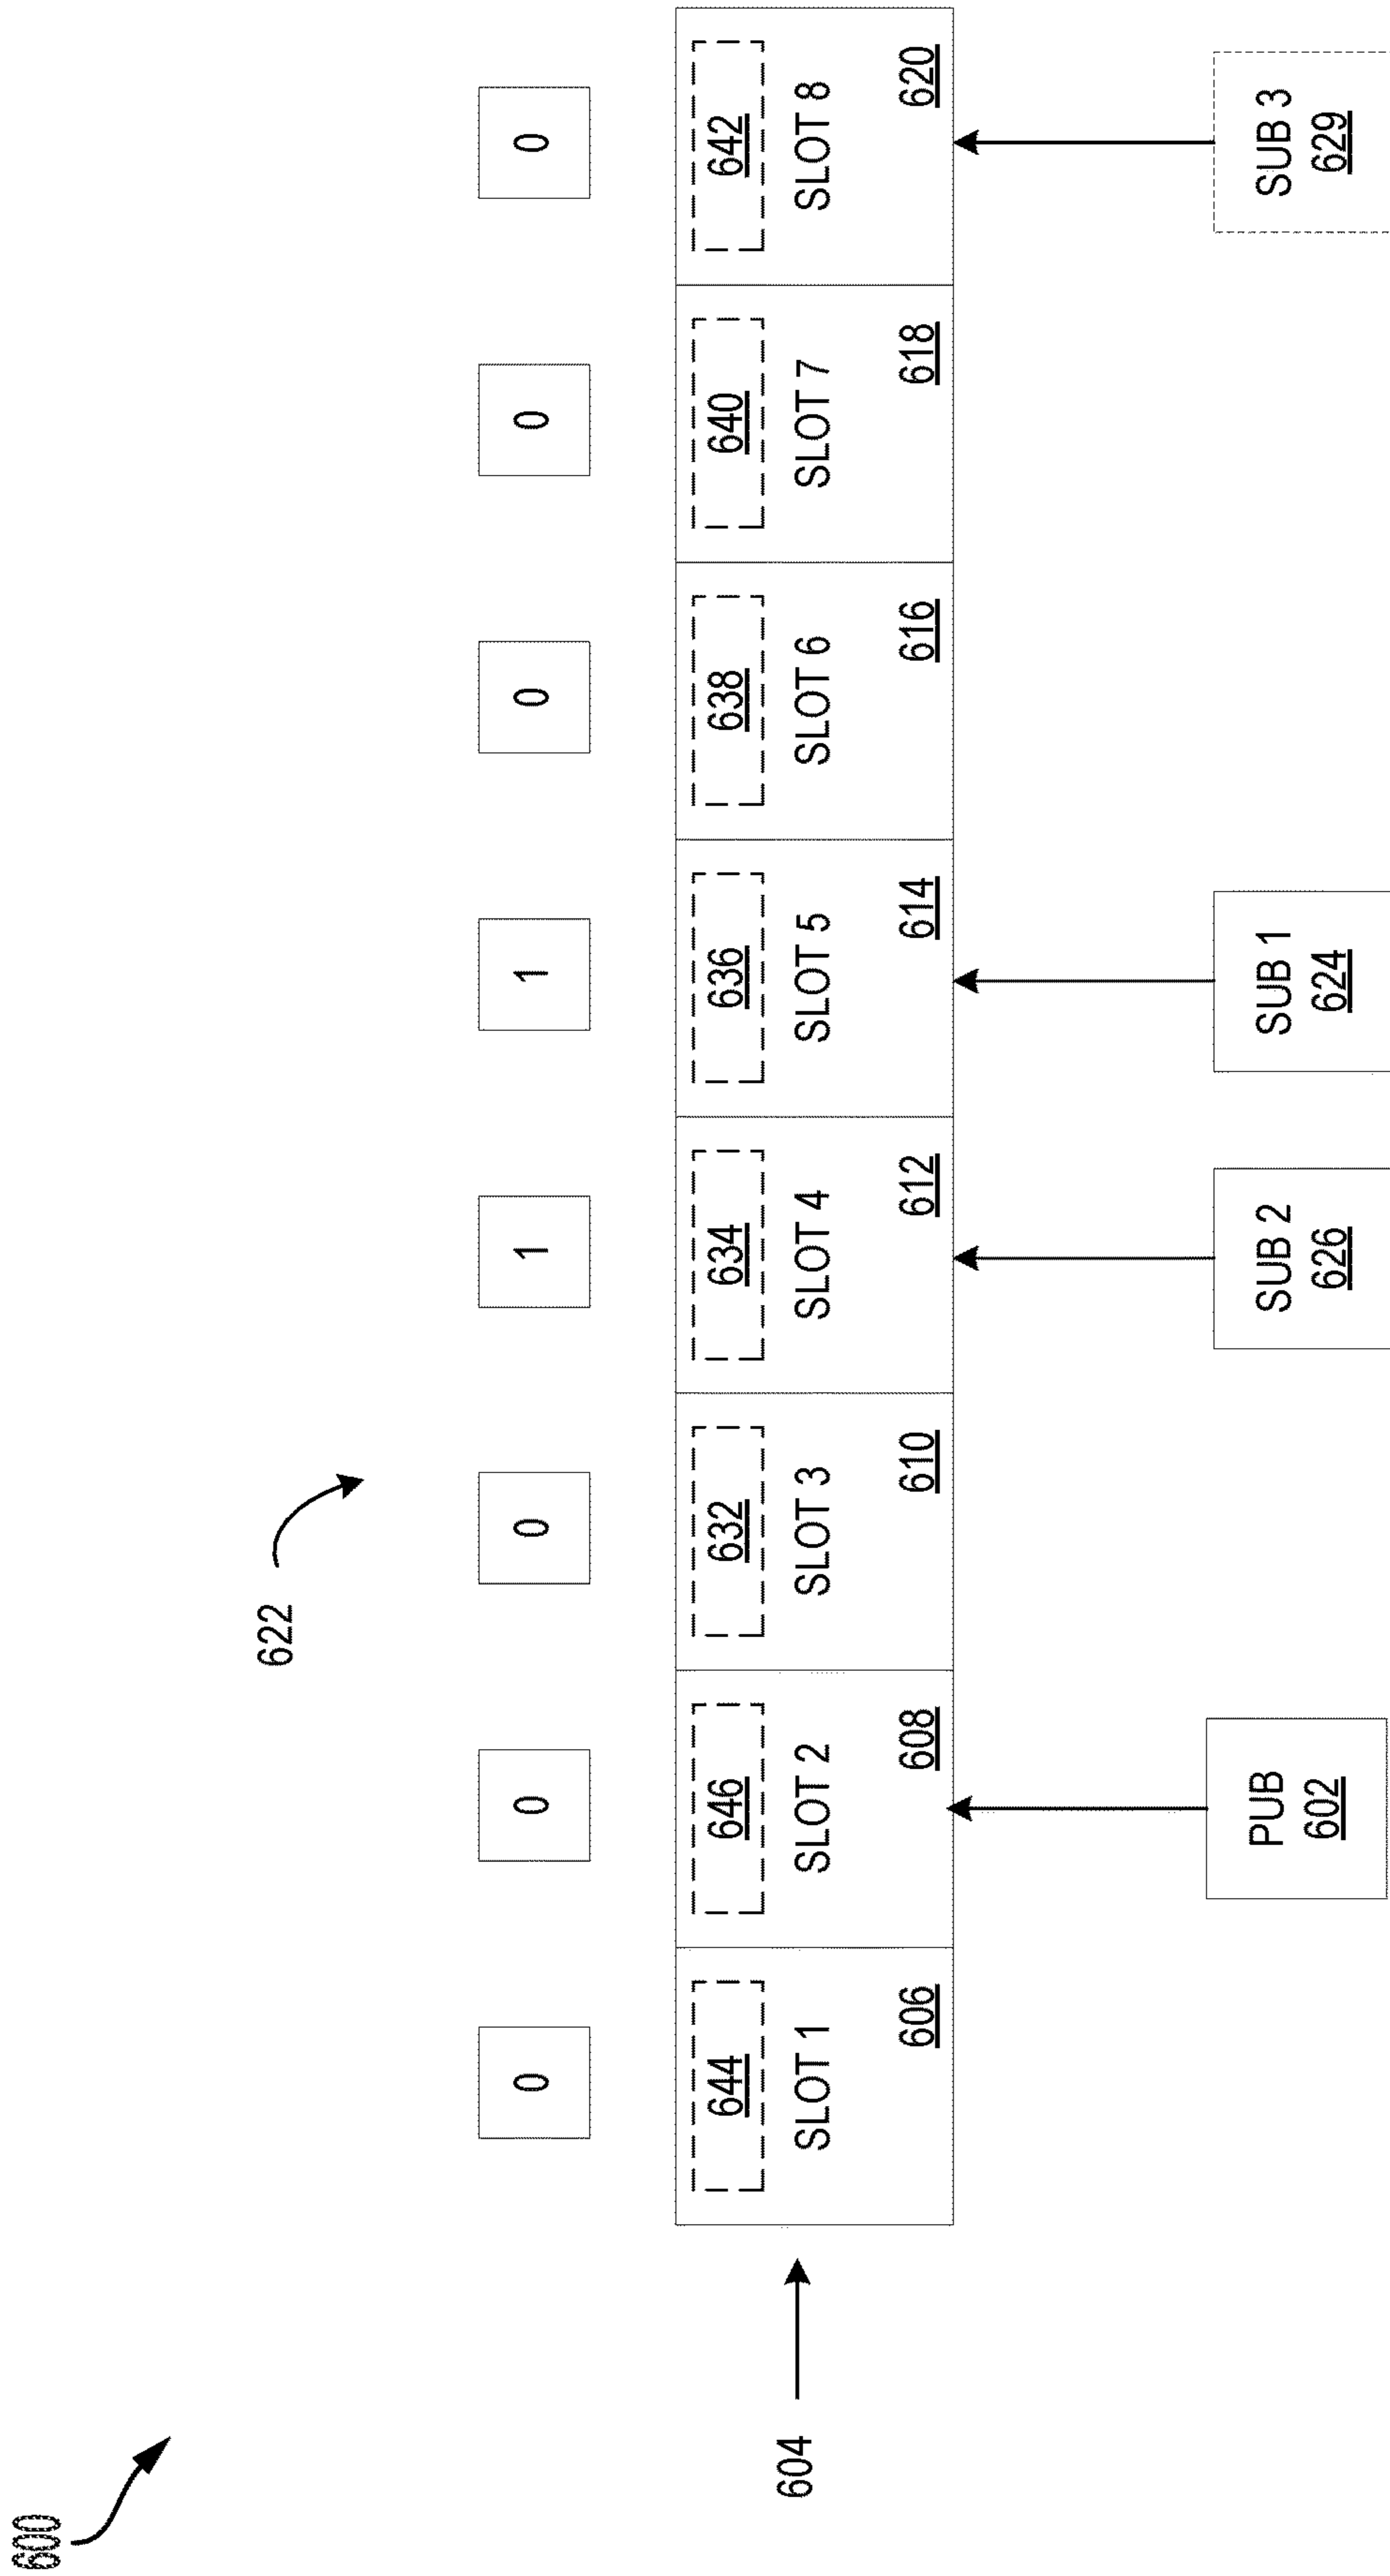 600
622
0
0
0
1
1
0
0
0
604
644
646
632
634
636
638
640
642
SLOT 1
SLOT 2
SLOT 3
SLOT 4
SLOT 5
SLOT 6
SLOT 7
SLOT 8
606
608
610
612
614
616
618
620
PUB
602
SUB 2
626
SUB 1
624
SUB 3
629